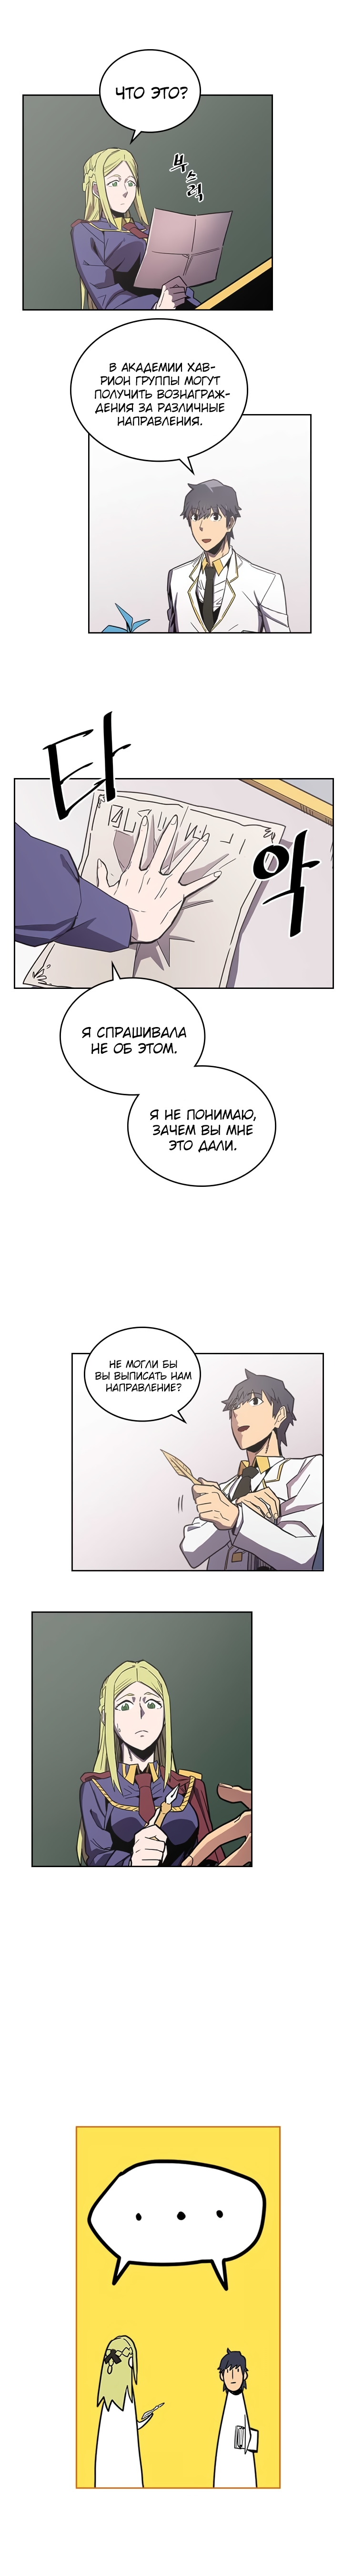 ЧТО ЭТО?
부스럭
В АКАДЕМИИ ХАВ-
РИОН ГРУППЫ МОГУТ
ПОЛУЧИТЬ ВОЗНАГРАЖ-
ДЕНИЯ ЗА РАЗЛИЧНЫЕ
НАПРАВЛЕНИЯ.
타
악
Я СПРАШИВАЛА
НЕ ОБ ЭТОМ.
Я НЕ ПОНИМАЮ,
ЗАЧЕМ ВЫ МНЕ
ЭТО ДАЛИ.
НЕ МОГЛИ БЫ
ВЫ ВЫПИСАТЬ НАМ
НАПРАВЛЕНИЕ?
...